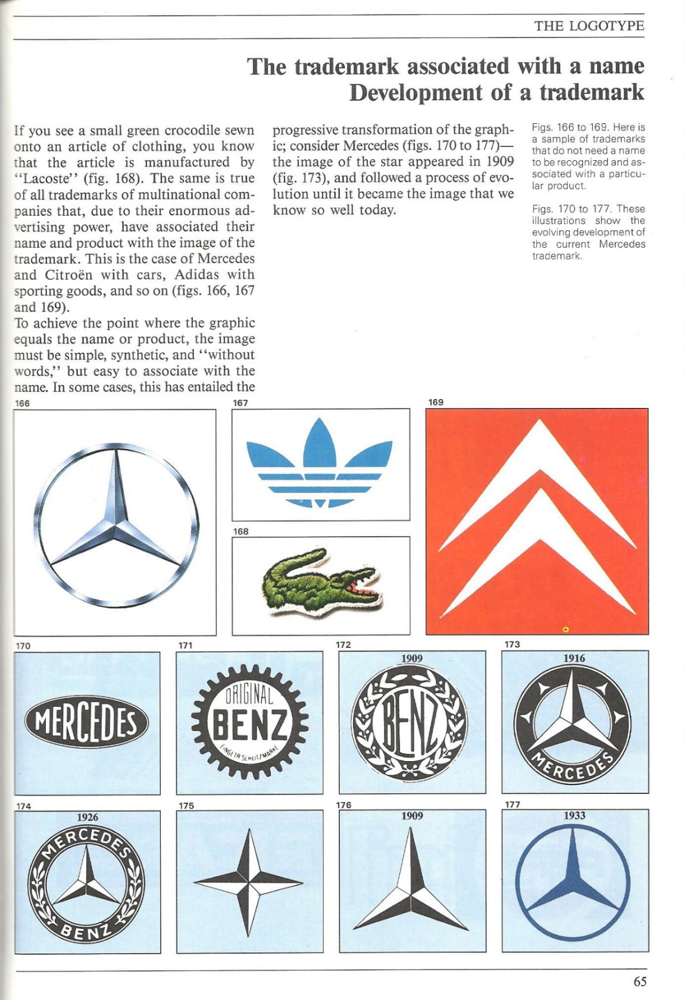 THE LOGOTYPE
The trademark associated with a name
Development of a trademark
If you see a small green crocodile sewn
onto an article of clothing, you know
that the article is manufactured by
“Lacoste” (fig. 168). The same is true
of all trademarks of multinational com-
panies that, due to their enormous ad-
vertising power, have associated their
name and product with the image of the
trademark. This is the case of Mercedes
and Citroën with cars, Adidas with
sporting goods, and so on (figs. 166, 167
and 169).
To achieve the point where the graphic
equals the name or product, the image
must be simple, synthetic, and “without
words,” but easy to associate with the
name. In some cases, this has entailed the
progressive transformation of the graph-
ic; consider Mercedes (figs. 170 to 177)—
the image of the star appeared in 1909
(fig. 173), and followed a process of evo-
lution until it became the image that we
know so well today.
Figs. 166 to 169. Here is
a sample of trademarks
that do not need a name
to be recognized and as-
sociated with a particu-
lar product.
Figs. 170 to 177. These
illustrations show the
evolving development of
the current Mercedes
trademark.
166
167
169
168
170
171
172
173
1909
1916
MERCEDES
ORIGINAL
BENZ
EINGETR SCHUTZMARKE
BENZ
MERCEDES
174
175
176
177
1926
1909
1933
MERCEDES
BENZ
65